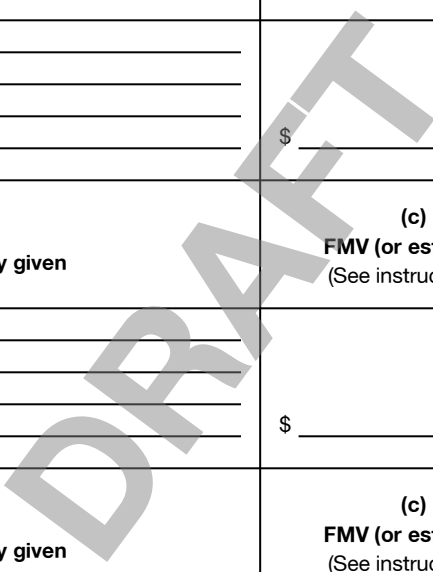 $
(c)
FMV (or est
y given
(See instruc
$
(c)
FMV (or est
y given
(See instruc
DRAFT